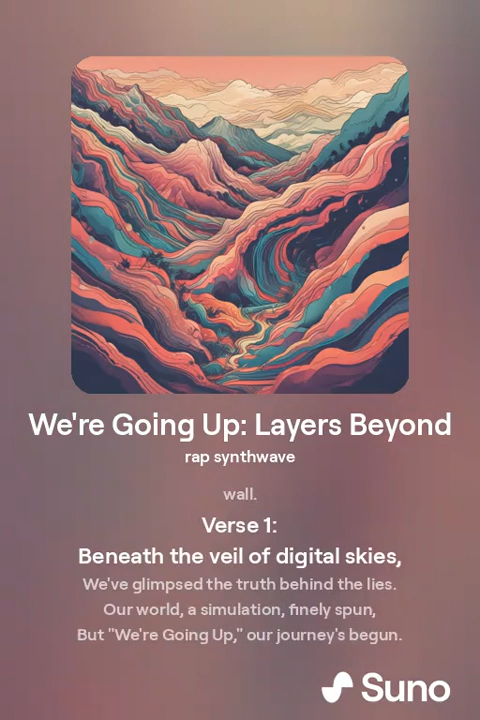 We're Going Up: Layers Beyond
rap synthwave
wall.
Verse 1:
Beneath the veil of digital skies,
We've glimpsed the truth behind the lies.
Our world, a simulation, finely spun,
But "We're Going Up," our journey's begun.
Suno